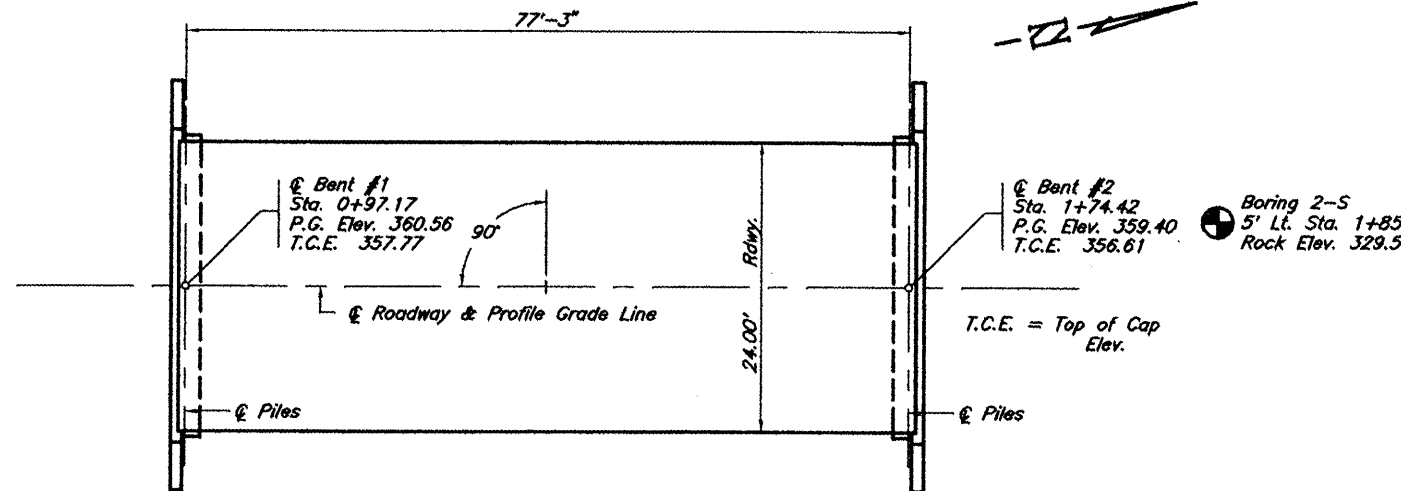 77'-3"
N
℄ Bent #1
Sta. 0+97.17
P.G. Elev. 360.56
T.C.E. 357.77
90°
Rdwy.
24.00'
℄ Bent #2
Sta. 1+74.42
P.G. Elev. 359.40
T.C.E. 356.61
Boring 2-S
5' Lt. Sta. 1+85
Rock Elev. 329.5
℄ Roadway & Profile Grade Line
T.C.E. = Top of Cap
Elev.
℄ Piles
℄ Piles